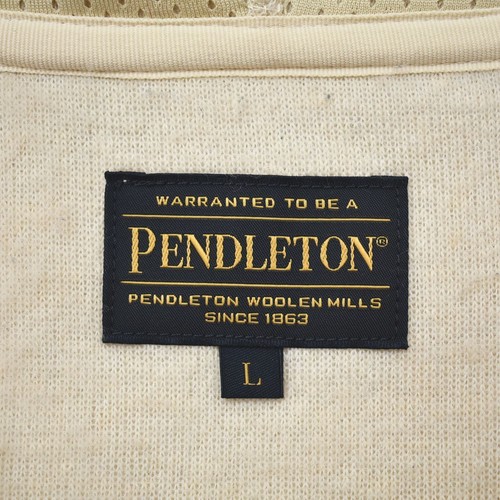 WARRANTED TO BE A
PENDLETON®
PENDLETON WOOLEN MILLS
SINCE 1863
L